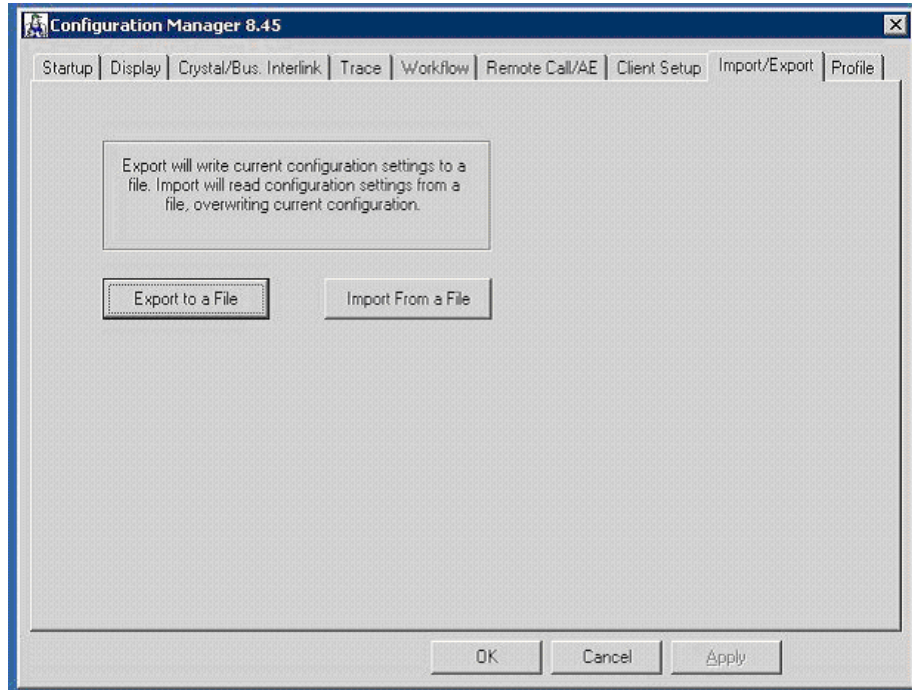 Configuration Manager 8.45
Startup Display Crystal/Bus. Interlink Trace Workflow Remote Call/AE Client Setup Import/Export Profile
Export will write current configuration settings to a
file. Import will read configuration settings from a
file, overwriting current configuration.
Export to a File Import From a File
OK Cancel Apply